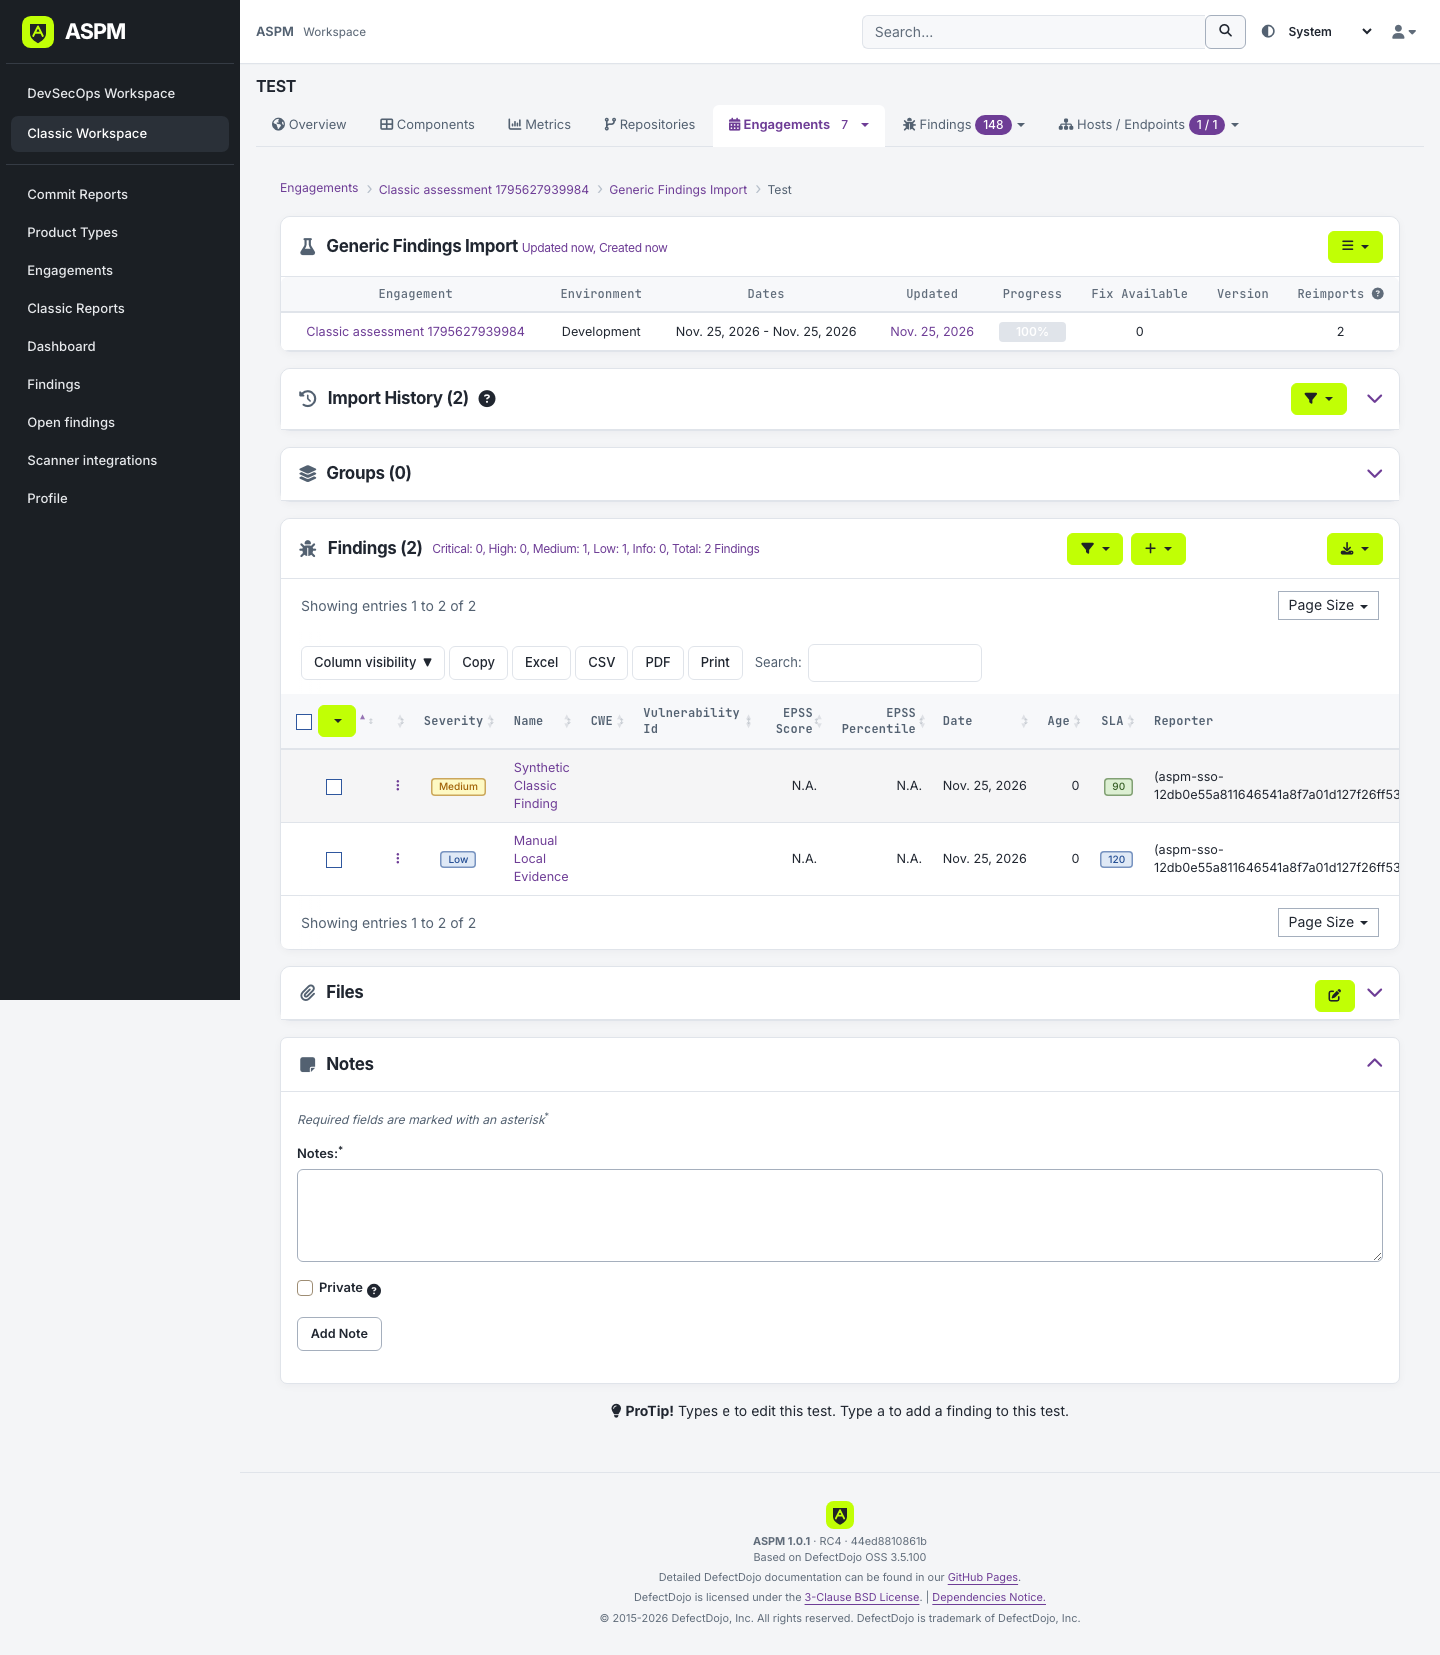 ASPM
DevSecOps Workspace
Classic Workspace
Commit Reports
Product Types
Engagements
Classic Reports
Dashboard
Findings
Open findings
Scanner integrations
Profile
ASPM Workspace
Search...
System
TEST
Overview
Components
Metrics
Repositories
Engagements 7
Findings 148
Hosts / Endpoints 1 / 1
Engagements > Classic assessment 1795627939984 > Generic Findings Import > Test
Generic Findings Import Updated now, Created now
Engagement Environment Dates Updated Progress Fix Available Version Reimports
Classic assessment 1795627939984 Development Nov. 25, 2026 - Nov. 25, 2026 Nov. 25, 2026 100% 0 2
Import History (2)
Groups (0)
Findings (2) Critical: 0, High: 0, Medium: 1, Low: 1, Info: 0, Total: 2 Findings
Showing entries 1 to 2 of 2
Page Size
Column visibility ▼ Copy Excel CSV PDF Print Search:
Severity Name CWE Vulnerability Id EPSS Score EPSS Percentile Date Age SLA Reporter
Medium Synthetic Classic Finding N.A. N.A. Nov. 25, 2026 0 90 (aspm-sso-
12db0e55a811646541a8f7a01d127f26ff53
Low Manual Local Evidence N.A. N.A. Nov. 25, 2026 0 120 (aspm-sso-
12db0e55a811646541a8f7a01d127f26ff53
Showing entries 1 to 2 of 2
Page Size
Files
Notes
Required fields are marked with an asterisk*
Notes:*
Private
Add Note
ProTip! Types e to edit this test. Type a to add a finding to this test.
ASPM 1.0.1 · RC4 · 44ed8810861b
Based on DefectDojo OSS 3.5.100
Detailed DefectDojo documentation can be found in our GitHub Pages.
DefectDojo is licensed under the 3-Clause BSD License. | Dependencies Notice.
© 2015-2026 DefectDojo, Inc. All rights reserved. DefectDojo is trademark of DefectDojo, Inc.